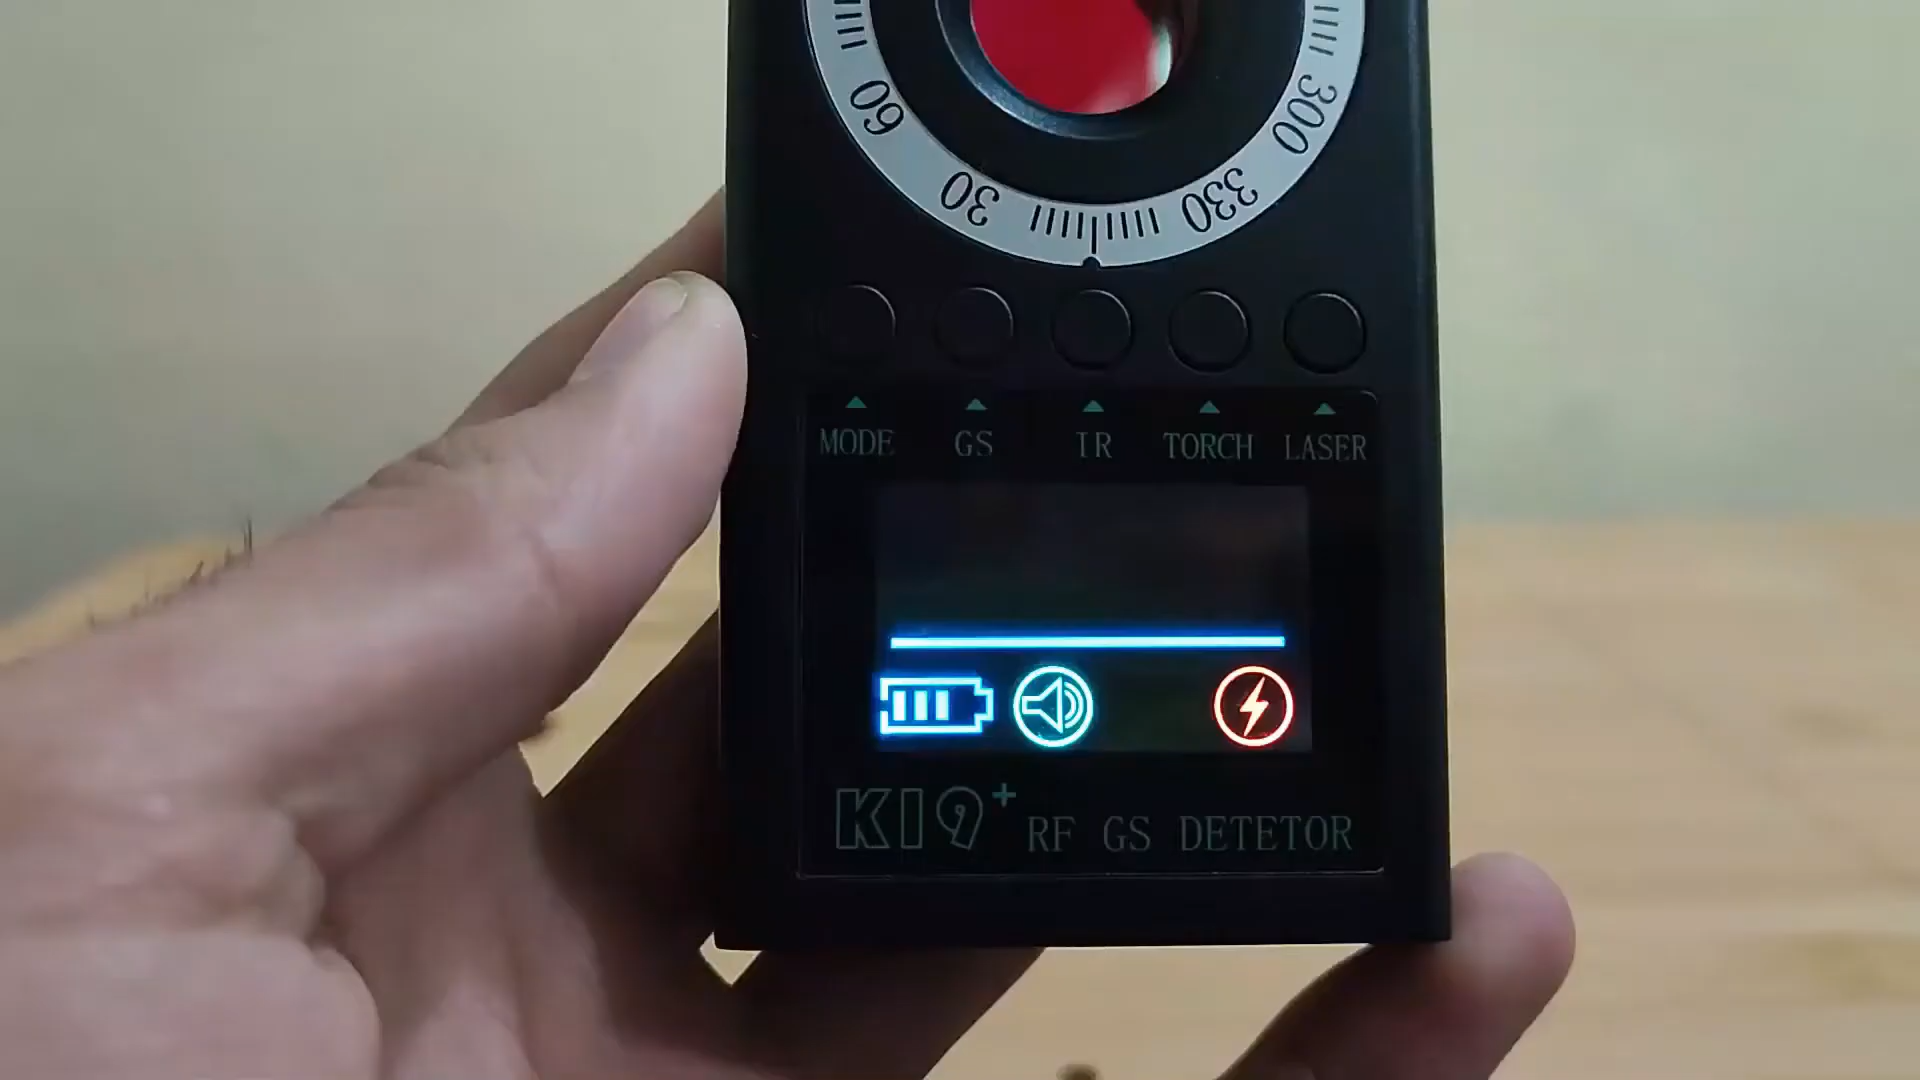 60
300
30
330
MODE GS IR TORCH LASER
K19+ RF GS DETETOR